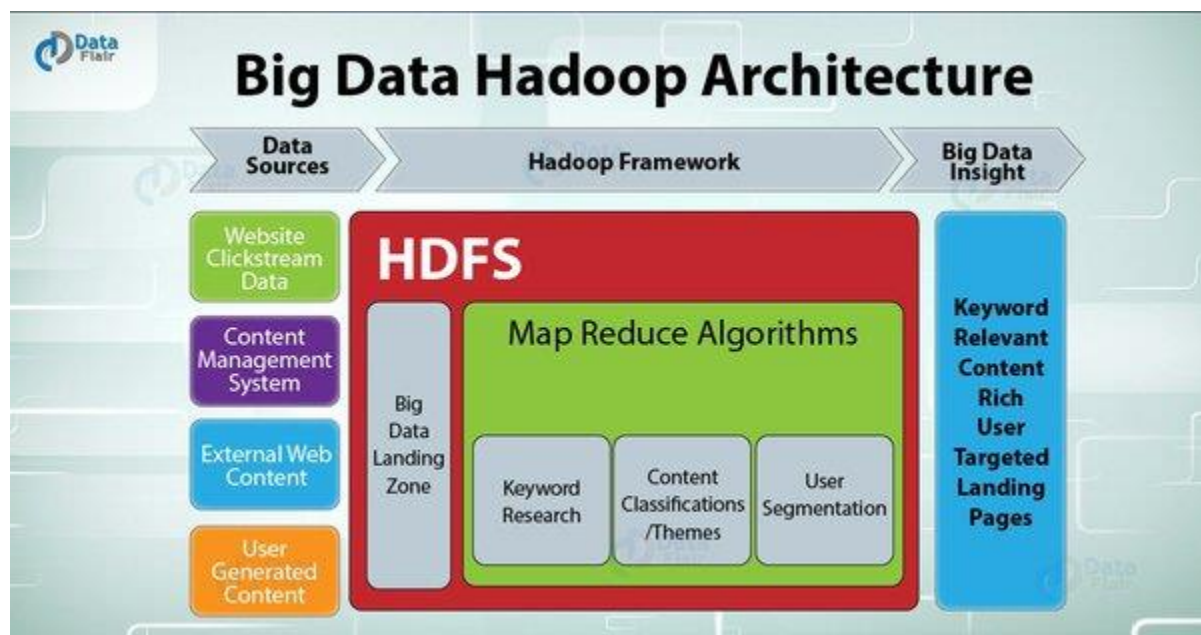 Data
Flair
Big Data Hadoop Architecture
Data
Sources
Hadoop Framework
Big Data
Insight
Website
Clickstream
Data
Content
Management
System
External Web
Content
User
Generated
Content
HDFS
Big
Data
Landing
Zone
Map Reduce Algorithms
Keyword
Research
Content
Classifications
/Themes
User
Segmentation
Keyword
Relevant
Content
Rich
User
Targeted
Landing
Pages
Data
Flair